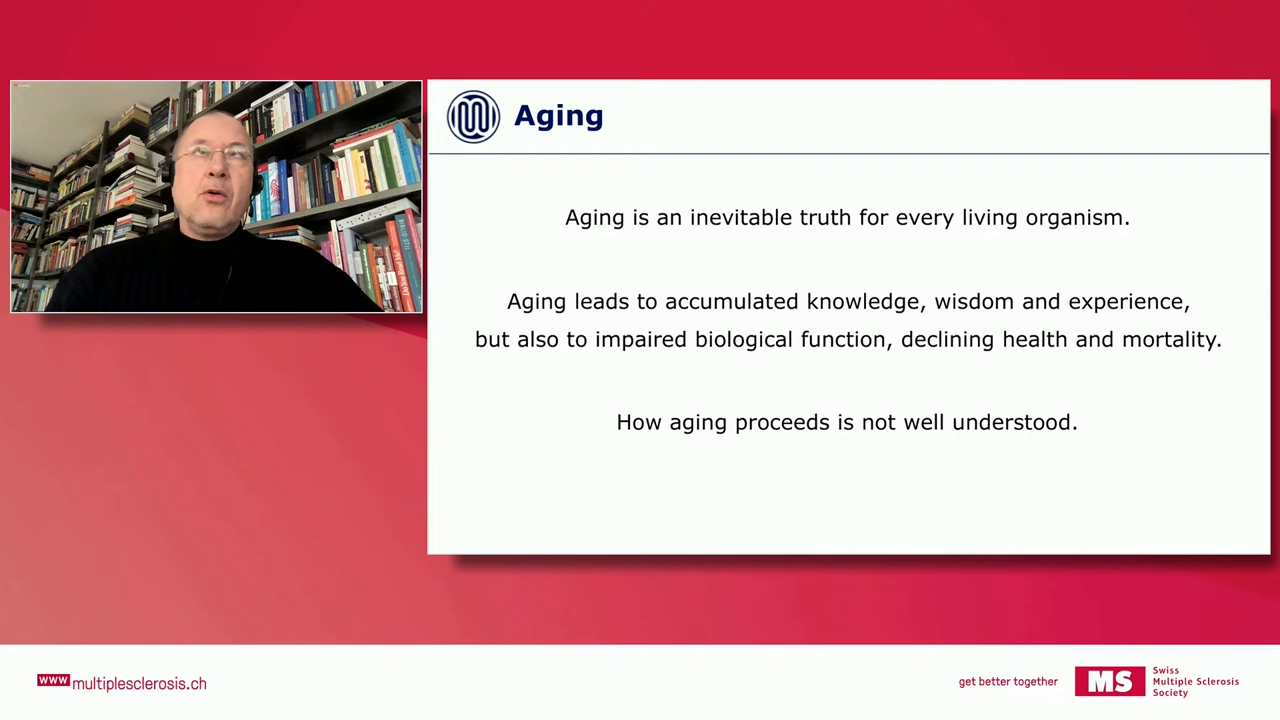 Aging
Aging is an inevitable truth for every living organism.
Aging leads to accumulated knowledge, wisdom and experience,
but also to impaired biological function, declining health and mortality.
How aging proceeds is not well understood.
www multiplesclerosis.ch
get better together
MS
Swiss
Multiple Sclerosis
Society